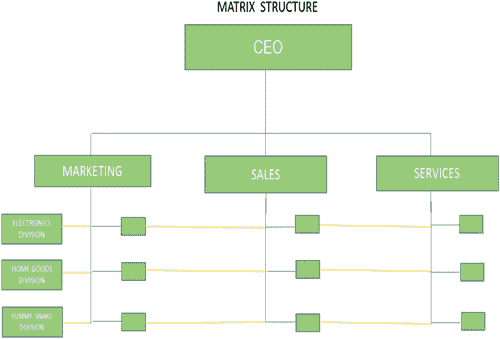 MATRIX STRUCTURE
CEO
MARKETING
SALES
SERVICES
ELECTRONICS
DIVISION
HOME GOODS
DIVISION
YUMMY SNAKS
DIVISION